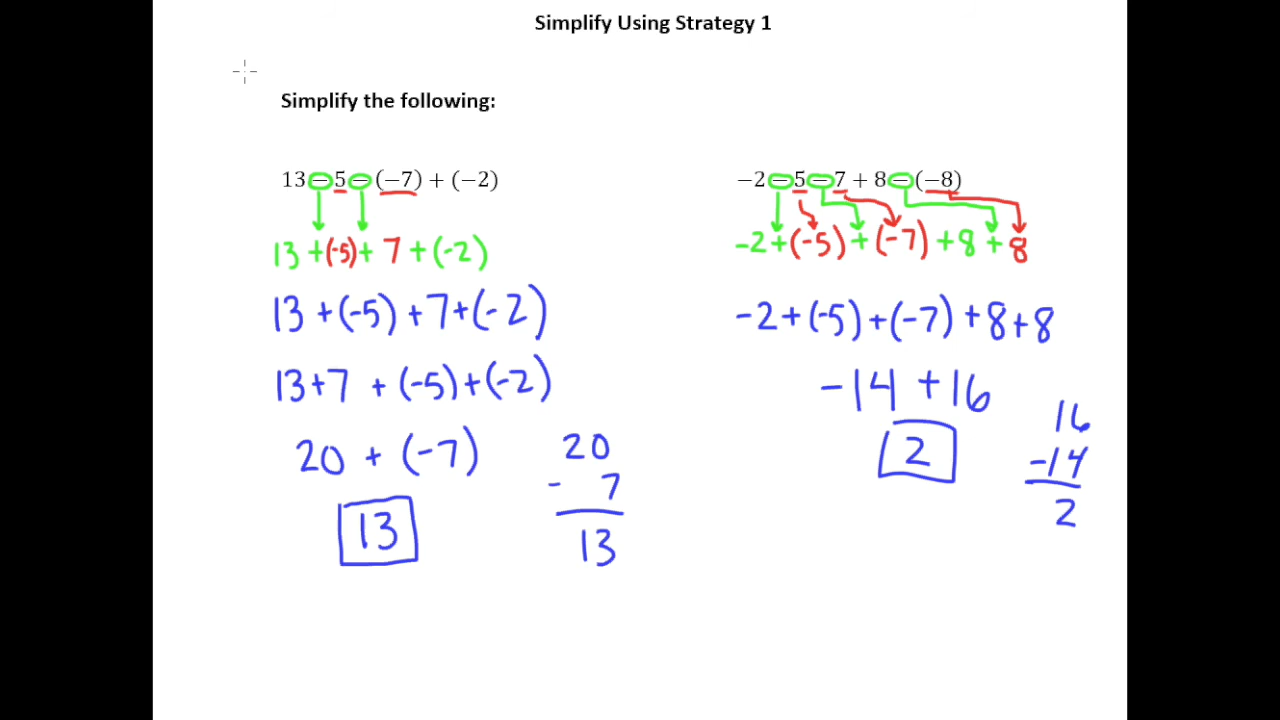 Simplify Using Strategy 1
Simplify the following:
13 − 5 − (−7) + (−2)
13 + (-5) + 7 + (-2)
13 + (-5) + 7 + (-2)
13+7 + (-5) + (-2)
20 + (-7)
13
20
- 7
13
−2 − 5 − 7 + 8 − (−8)
-2 + (-5) + (-7) + 8 + 8
-2 + (-5) + (-7) + 8 + 8
-14 + 16
2
16
-14
2